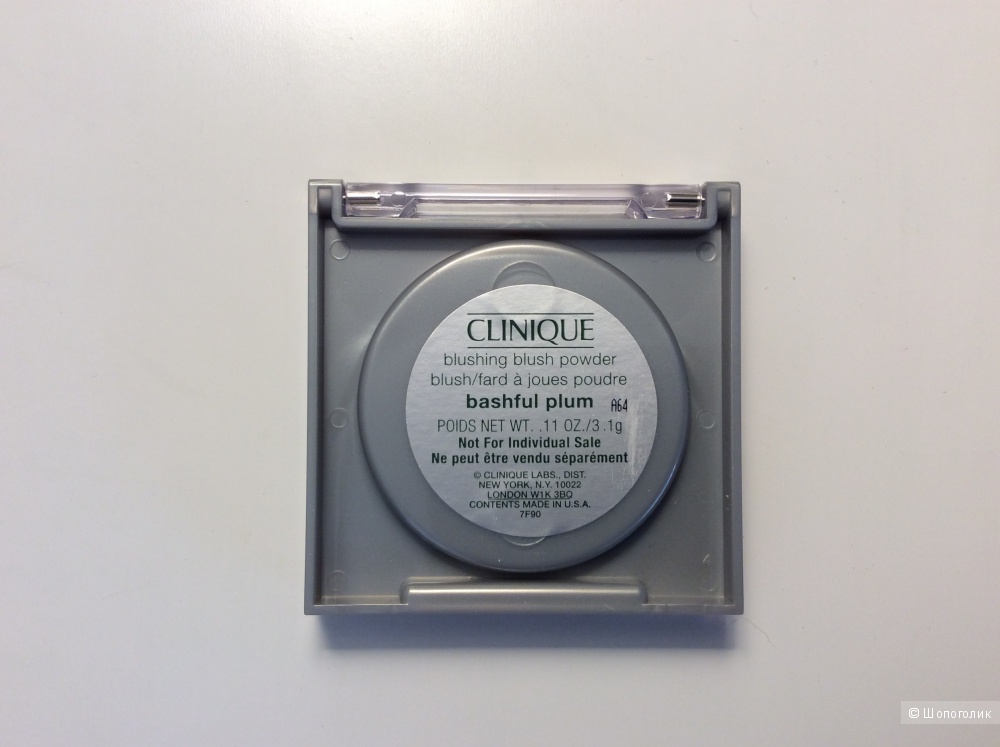 CLINIQUE
blushing blush powder
blush/fard à joues poudre
bashful plum A64
POIDS NET WT. .11 OZ./3.1g
Not For Individual Sale
Ne peut être vendu séparément
© CLINIQUE LABS., DIST.
NEW YORK, N.Y. 10022
LONDON W1K 3BQ
CONTENTS MADE IN U.S.A.
7F90
© Шопоголик